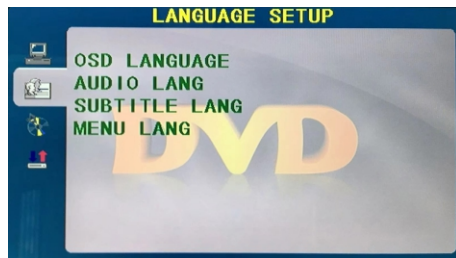 LANGUAGE SETUP
OSD LANGUAGE
AUDIO LANG
SUBTITLE LANG
MENU LANG
DVD